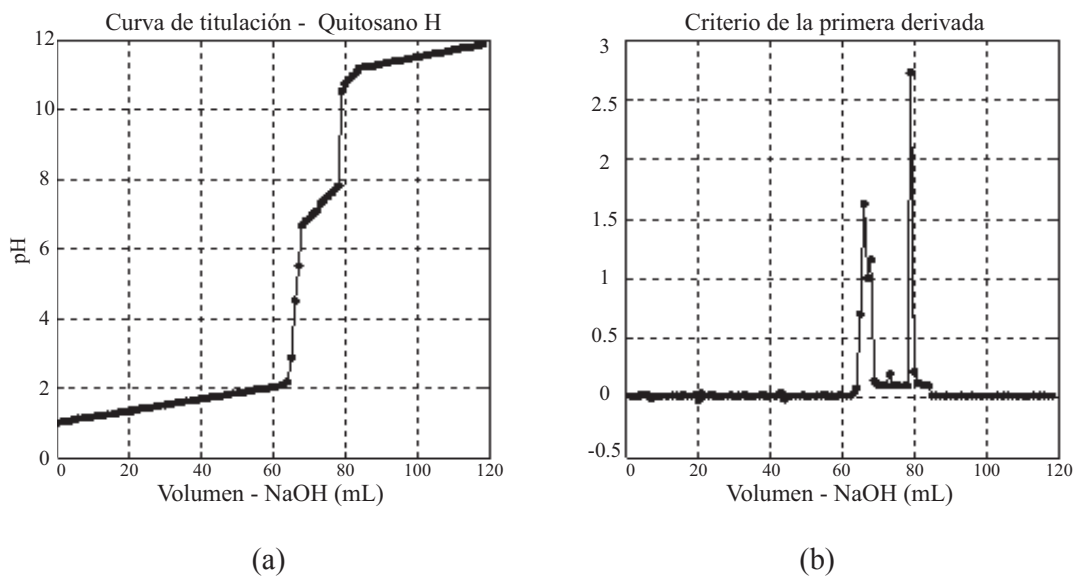 Curva de titulación - Quitosano H
12
10
8
6
4
2
0
pH
0 20 40 60 80 100 120
Volumen - NaOH (mL)
(a)
Criterio de la primera derivada
3
2.5
2
1.5
1
0.5
0
-0.5
0 20 40 60 80 100 120
Volumen - NaOH (mL)
(b)